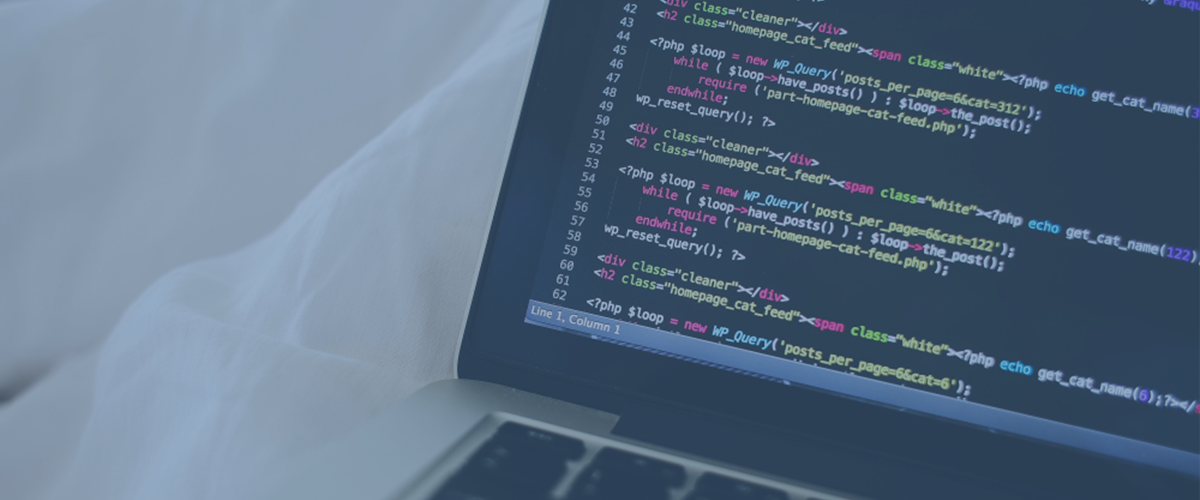 &raqu
<div class="cleaner"></div>
42 <h2 class="homepage_cat_feed"><span class="white"><?php echo get_cat_name(3
43
44 <?php $loop = new WP_Query('posts_per_page=6&cat=312');
45 while ( $loop->have_posts() ) : $loop->the_post();
46 require ('part-homepage-cat-feed.php');
47 endwhile;
48 wp_reset_query(); ?>
49
50 <div class="cleaner"></div>
51 <h2 class="homepage_cat_feed"><span class="white"><?php echo get_cat_name(122)
52
53 <?php $loop = new WP_Query('posts_per_page=6&cat=122');
54 while ( $loop->have_posts() ) : $loop->the_post();
55 require ('part-homepage-cat-feed.php');
56 endwhile;
57 wp_reset_query(); ?>
58
59 <div class="cleaner"></div>
60 <h2 class="homepage_cat_feed"><span class="white"><?php echo get_cat_name(6);?></s
61
62 <?php $loop = new WP_Query('posts_per_page=6&cat=6');
Line 1, Column 1